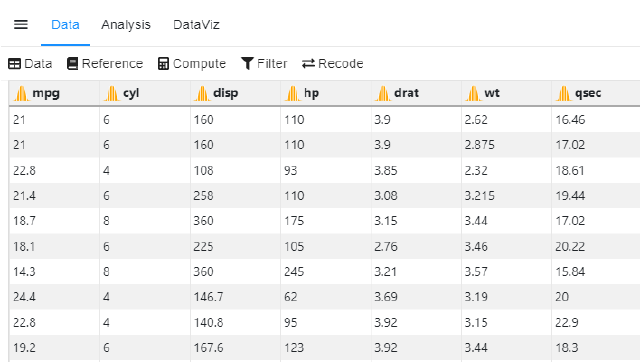 Data Analysis DataViz
Data Reference Compute Filter Recode
mpg cyl disp hp drat wt qsec
21 6 160 110 3.9 2.62 16.46
21 6 160 110 3.9 2.875 17.02
22.8 4 108 93 3.85 2.32 18.61
21.4 6 258 110 3.08 3.215 19.44
18.7 8 360 175 3.15 3.44 17.02
18.1 6 225 105 2.76 3.46 20.22
14.3 8 360 245 3.21 3.57 15.84
24.4 4 146.7 62 3.69 3.19 20
22.8 4 140.8 95 3.92 3.15 22.9
19.2 6 167.6 123 3.92 3.44 18.3